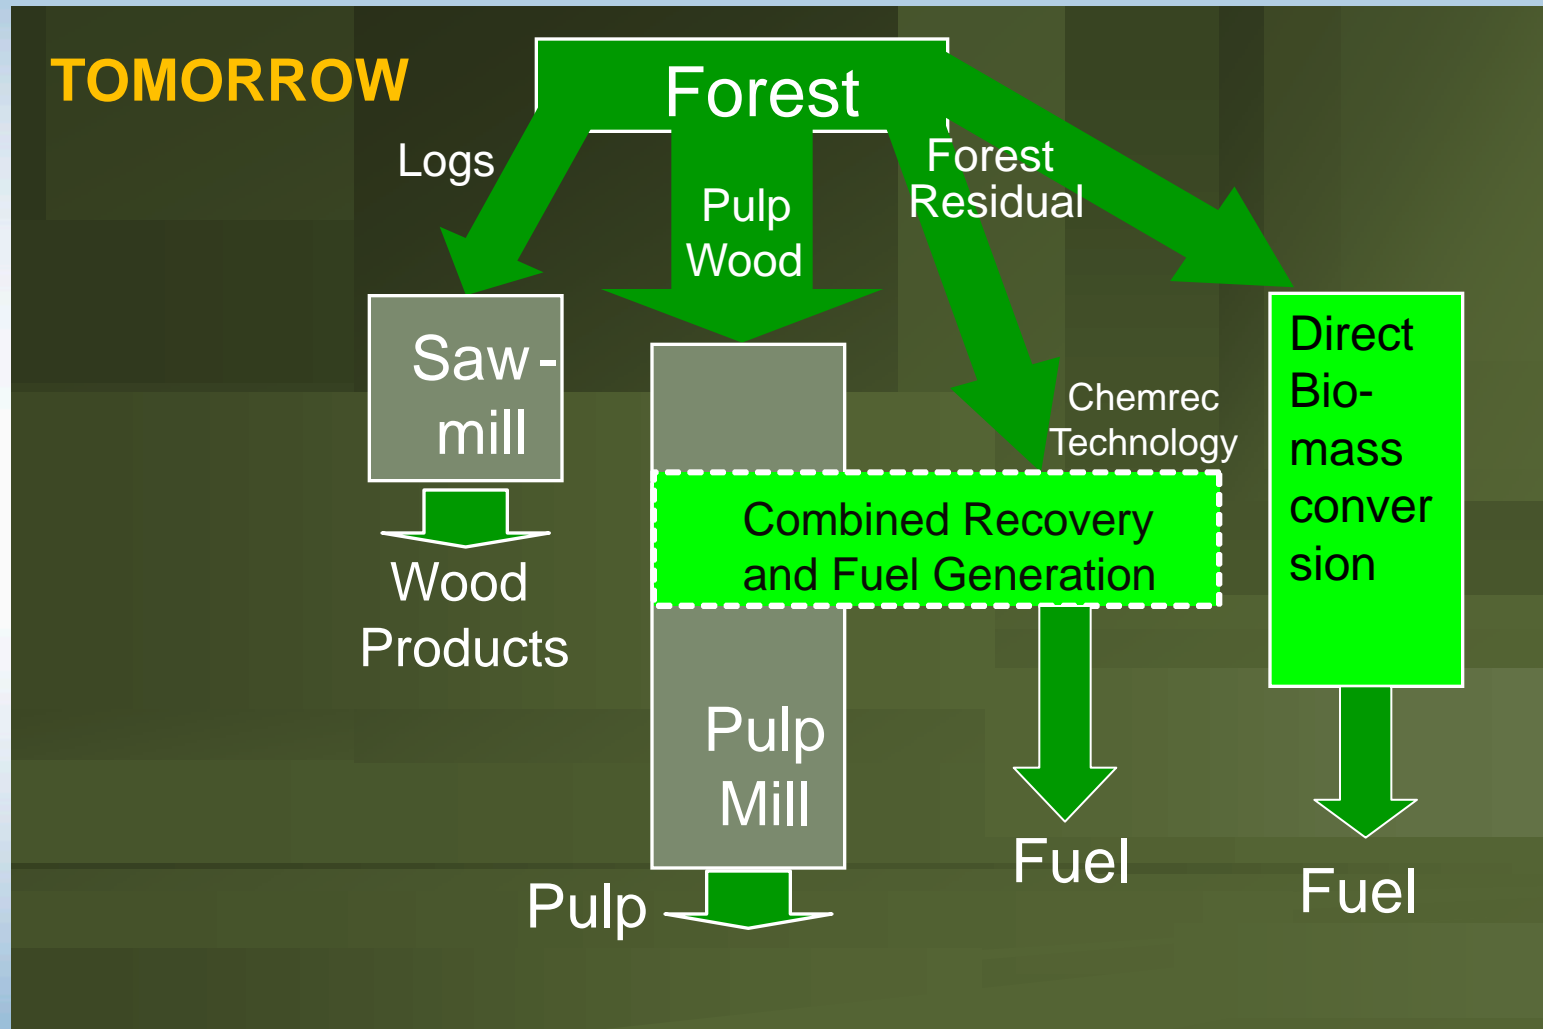 TOMORROW
Forest
Logs
Pulp
Wood
Forest
Residual
Saw-
mill
Chemrec
Technology
Direct
Bio-
mass
conver
sion
Combined Recovery
and Fuel Generation
Wood
Products
Pulp
Mill
Pulp
Fuel
Fuel